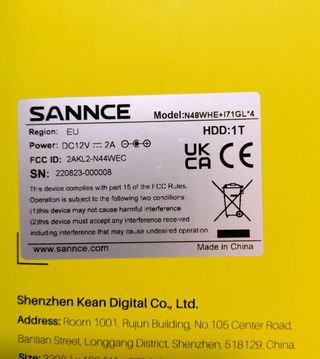 SANNCE
Model:N48WHE+I71GL*4
Region: EU
HDD:1T
Power: DC12V 2A
FCC ID: 2AKL2-N44WEC
UK CA CE
SN: 220823-000008
This device complies with part 15 of the FCC Rules.
Operation is subject to the following two conditions:
(1)this device may not cause harmful interference
(2)this device must accept any interference received
including interference that may cause undesired operation.
www.sannce.com
Made in China
Shenzhen Kean Digital Co., Ltd.
Address: Room 1001, Rujun Building, No.105 Center Road,
Bantian Street, Longgang District, Shenzhen, 518129, China.